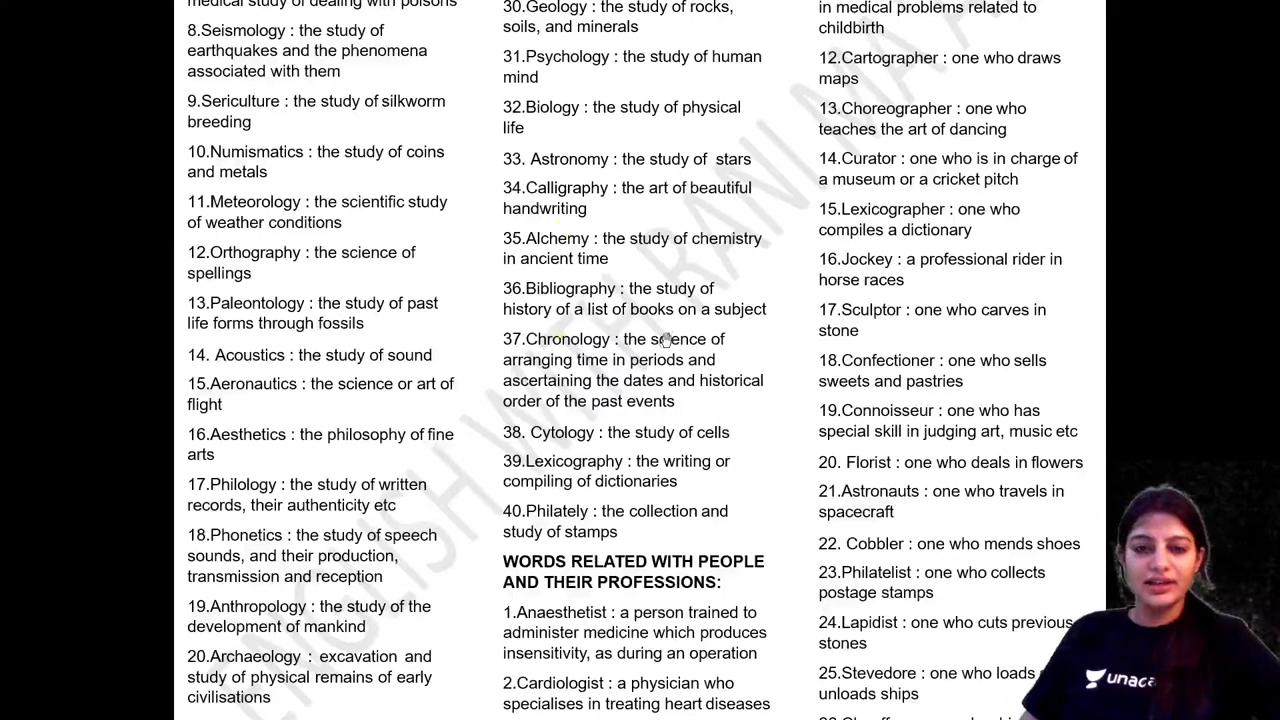 medical study of dealing with poisons
8.Seismology : the study of
earthquakes and the phenomena
associated with them
9.Sericulture : the study of silkworm
breeding
10.Numismatics : the study of coins
and metals
11.Meteorology : the scientific study
of weather conditions
12.Orthography : the science of
spellings
13.Paleontology : the study of past
life forms through fossils
14. Acoustics : the study of sound
15.Aeronautics : the science or art of
flight
16.Aesthetics : the philosophy of fine
arts
17.Philology : the study of written
records, their authenticity etc
18.Phonetics : the study of speech
sounds, and their production,
transmission and reception
19.Anthropology : the study of the
development of mankind
20.Archaeology : excavation and
study of physical remains of early
civilisations
30.Geology : the study of rocks,
soils, and minerals
31.Psychology : the study of human
mind
32.Biology : the study of physical
life
33. Astronomy : the study of stars
34.Calligraphy : the art of beautiful
handwriting
35.Alchemy : the study of chemistry
in ancient time
36.Bibliography : the study of
history of a list of books on a subject
37.Chronology : the science of
arranging time in periods and
ascertaining the dates and historical
order of the past events
38. Cytology : the study of cells
39.Lexicography : the writing or
compiling of dictionaries
40.Philately : the collection and
study of stamps
WORDS RELATED WITH PEOPLE
AND THEIR PROFESSIONS:
1.Anaesthetist : a person trained to
administer medicine which produces
insensitivity, as during an operation
2.Cardiologist : a physician who
specialises in treating heart diseases
in medical problems related to
childbirth
12.Cartographer : one who draws
maps
13.Choreographer : one who
teaches the art of dancing
14.Curator : one who is in charge of
a museum or a cricket pitch
15.Lexicographer : one who
compiles a dictionary
16.Jockey : a professional rider in
horse races
17.Sculptor : one who carves in
stone
18.Confectioner : one who sells
sweets and pastries
19.Connoisseur : one who has
special skill in judging art, music etc
20. Florist : one who deals in flowers
21.Astronauts : one who travels in
spacecraft
22. Cobbler : one who mends shoes
23.Philatelist : one who collects
postage stamps
24.Lapidist : one who cuts previous
stones
25.Stevedore : one who loads
unloads ships
ENGLISH WITH RANI MA'AM
unaca